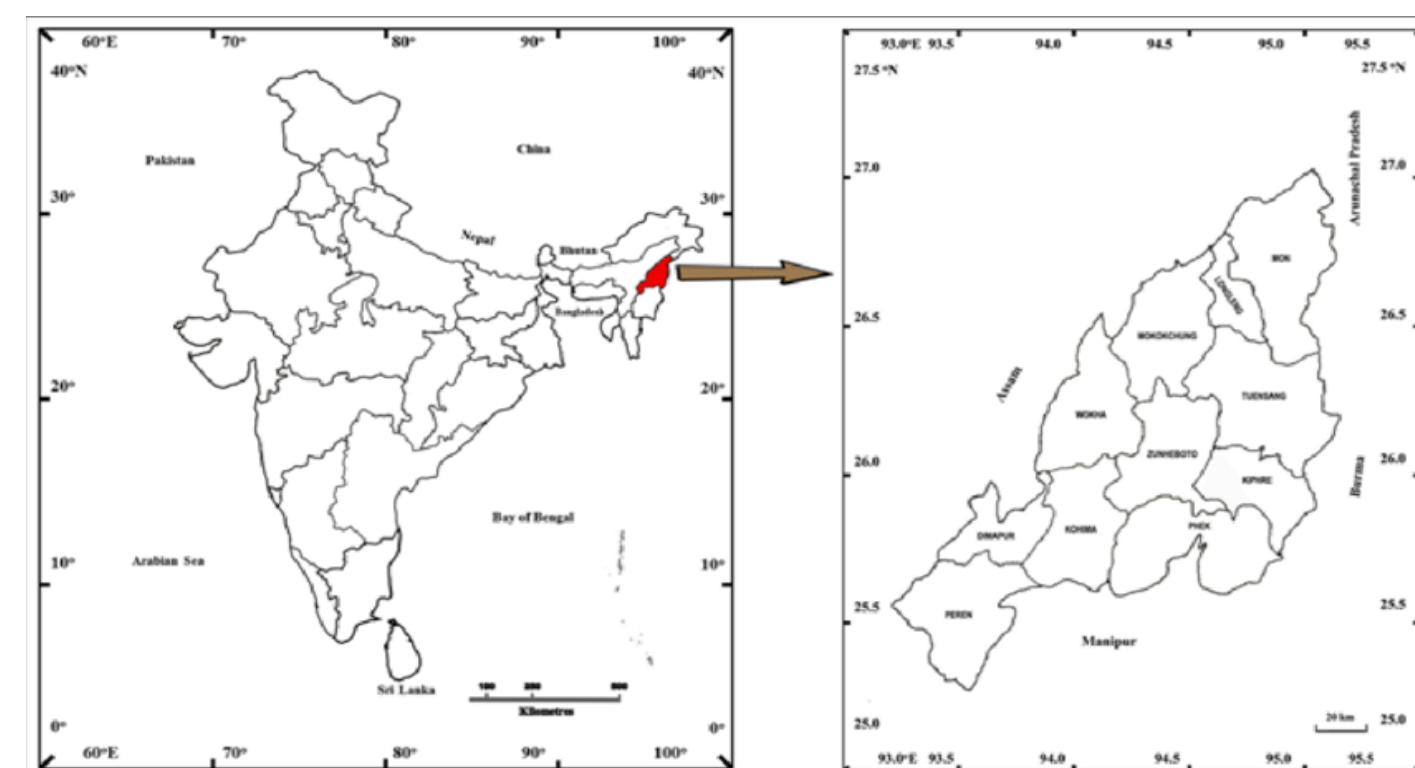 60°E 70° 80° 90° 100°
40°N 40°N
Pakistan
China
30° 30°
Nepal
Bhutan
Bangladesh
20° 20°
Bay of Bengal
Arabian Sea
10° 10°
Sri Lanka
100 250 500
Kilometres
0° 0°
60°E 70° 80° 90° 100°
93.0°E 93.5 94.0 94.5 95.0 95.5
27.5 °N 27.5 °N
Arunachal Pradesh
27.0 27.0
MON
LONGLENG
26.5 26.5
MOKOKCHUNG
Assam
TUENSANG
WOKHA
ZUNHEBOTO
26.0 26.0
Burma
KIPHRE
PHEK
KOHIMA
DIMAPUR
25.5 25.5
PEREN
Manipur
20 km
25.0 25.0
93.0°E 93.5 94.0 94.5 95.0 95.5